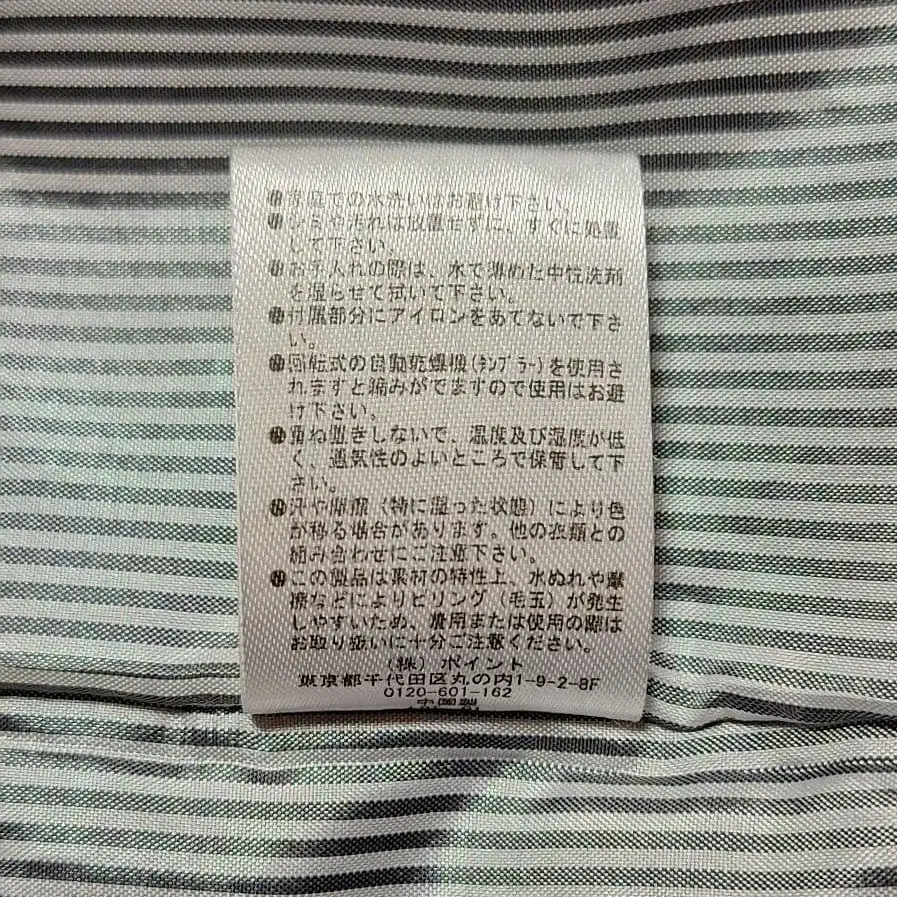 ●家庭での水洗いはお避け下さい。
●シミや汚れは放置せずに、すぐに処置
して下さい。
●お手入れの際は、水で薄めた中性洗剤
を湿らせて拭いて下さい。
●付属部分にアイロンをあてないで下さ
い。
●回転式の自動乾燥機(タンブラー)を使用さ
れますと縮みがでますので使用はお避
け下さい。
●重ね置きしないで、温度及び湿度が低
く、通気性のよいところで保管して下
さい。
●汗や摩擦(特に湿った状態)により色
が移る場合があります。他の衣類との
組み合わせにご注意下さい。
●この製品は素材の特性上、水ぬれや摩
擦などによりピリング(毛玉)が発生
しやすいため、着用または使用の際は
お取り扱いに十分ご注意ください。
(株)ポイント
東京都千代田区丸の内1-9-2-8F
0120-601-162
中国製